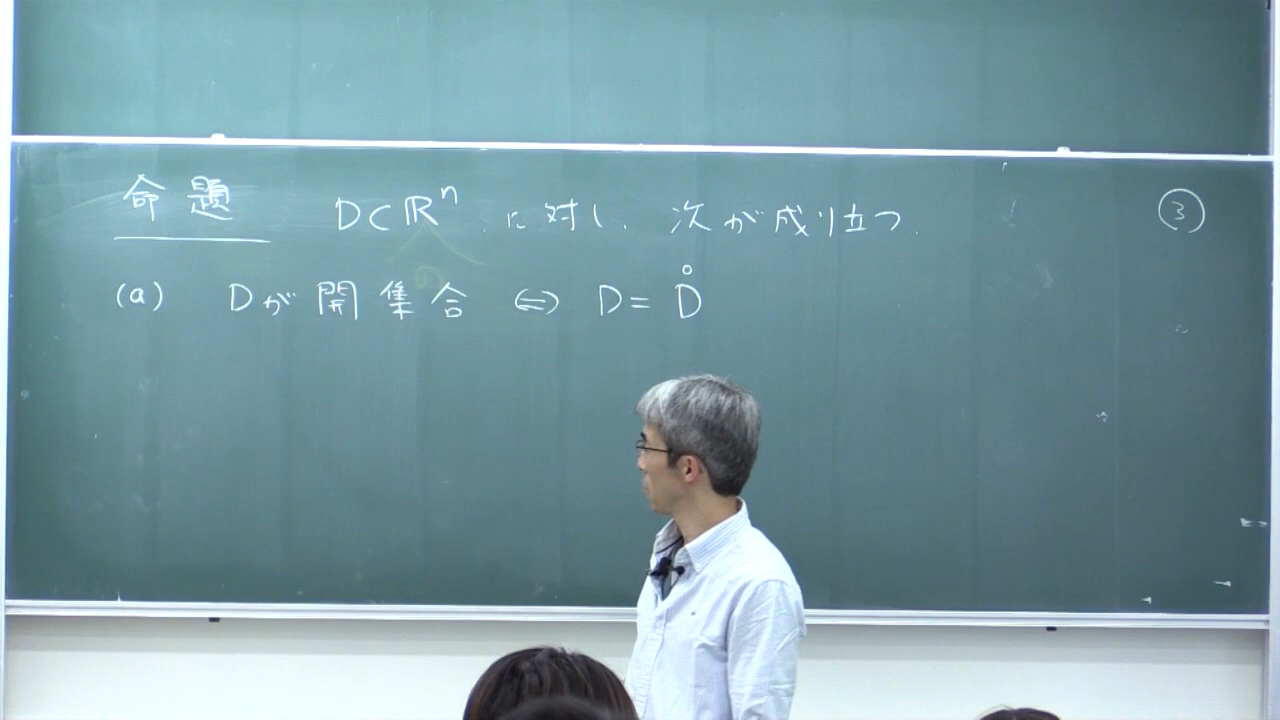 命題 D⊂ℝⁿ に対し、次が成り立つ. ③
(a) Dが開集合 ⇔ D = D̊